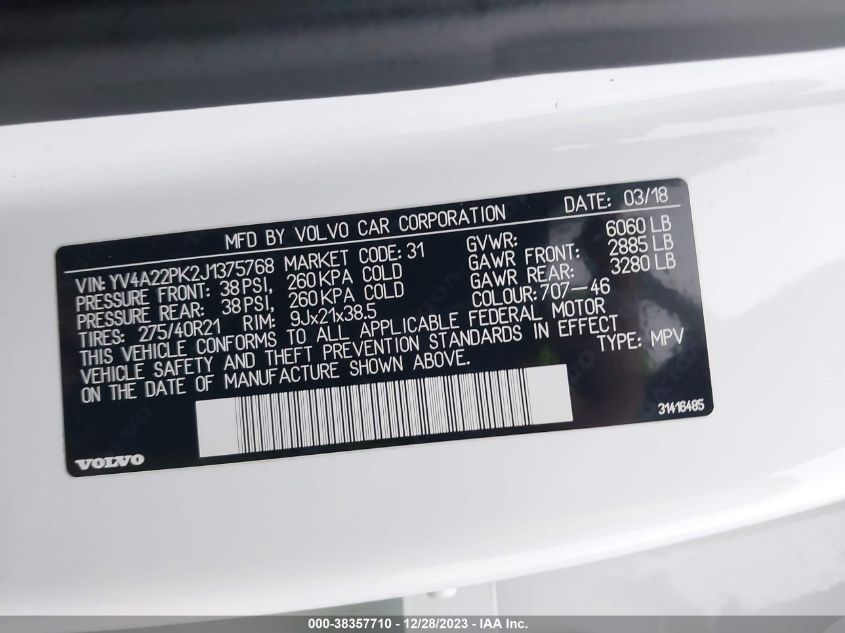 MFD BY VOLVO CAR CORPORATION DATE: 03/18
VIN: YV4A22PK2J1375768 MARKET CODE: 31 GVWR: 6060 LB
PRESSURE FRONT: 38PSI, 260 KPA COLD GAWR FRONT: 2885 LB
PRESSURE REAR: 38PSI, 260 KPA COLD GAWR REAR: 3280 LB
TIRES: 275/40R21 RIM: 9Jx21x38.5 COLOUR: 707-46
THIS VEHICLE CONFORMS TO ALL APPLICABLE FEDERAL MOTOR
VEHICLE SAFETY AND THEFT PREVENTION STANDARDS IN EFFECT
ON THE DATE OF MANUFACTURE SHOWN ABOVE. TYPE: MPV
31416485
VOLVO
000-38357710 - 12/28/2023 - IAA Inc.